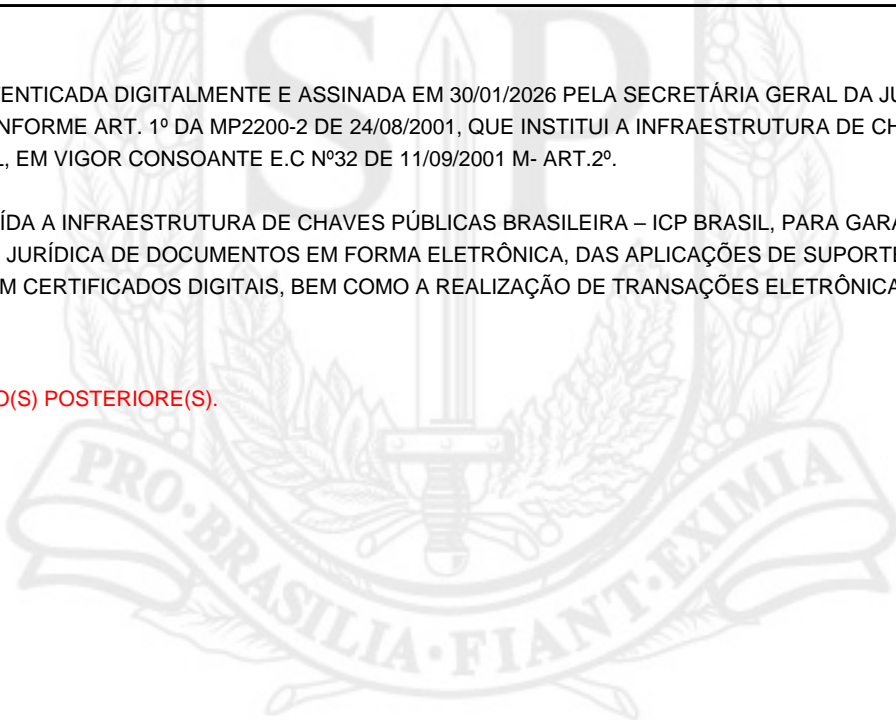 ENTICADA DIGITALMENTE E ASSINADA EM 30/01/2026 PELA SECRETÁRIA GERAL DA JU
NFORME ART. 1º DA MP2200-2 DE 24/08/2001, QUE INSTITUI A INFRAESTRUTURA DE CH
L, EM VIGOR CONSOANTE E.C Nº32 DE 11/09/2001 M- ART.2º.
ÍDA A INFRAESTRUTURA DE CHAVES PÚBLICAS BRASILEIRA – ICP BRASIL, PARA GARA
JURÍDICA DE DOCUMENTOS EM FORMA ELETRÔNICA, DAS APLICAÇÕES DE SUPORTE
M CERTIFICADOS DIGITAIS, BEM COMO A REALIZAÇÃO DE TRANSAÇÕES ELETRÔNICA
O(S) POSTERIORE(S).
SP
PRO·BRASILIA·FIANT·EXIMIA